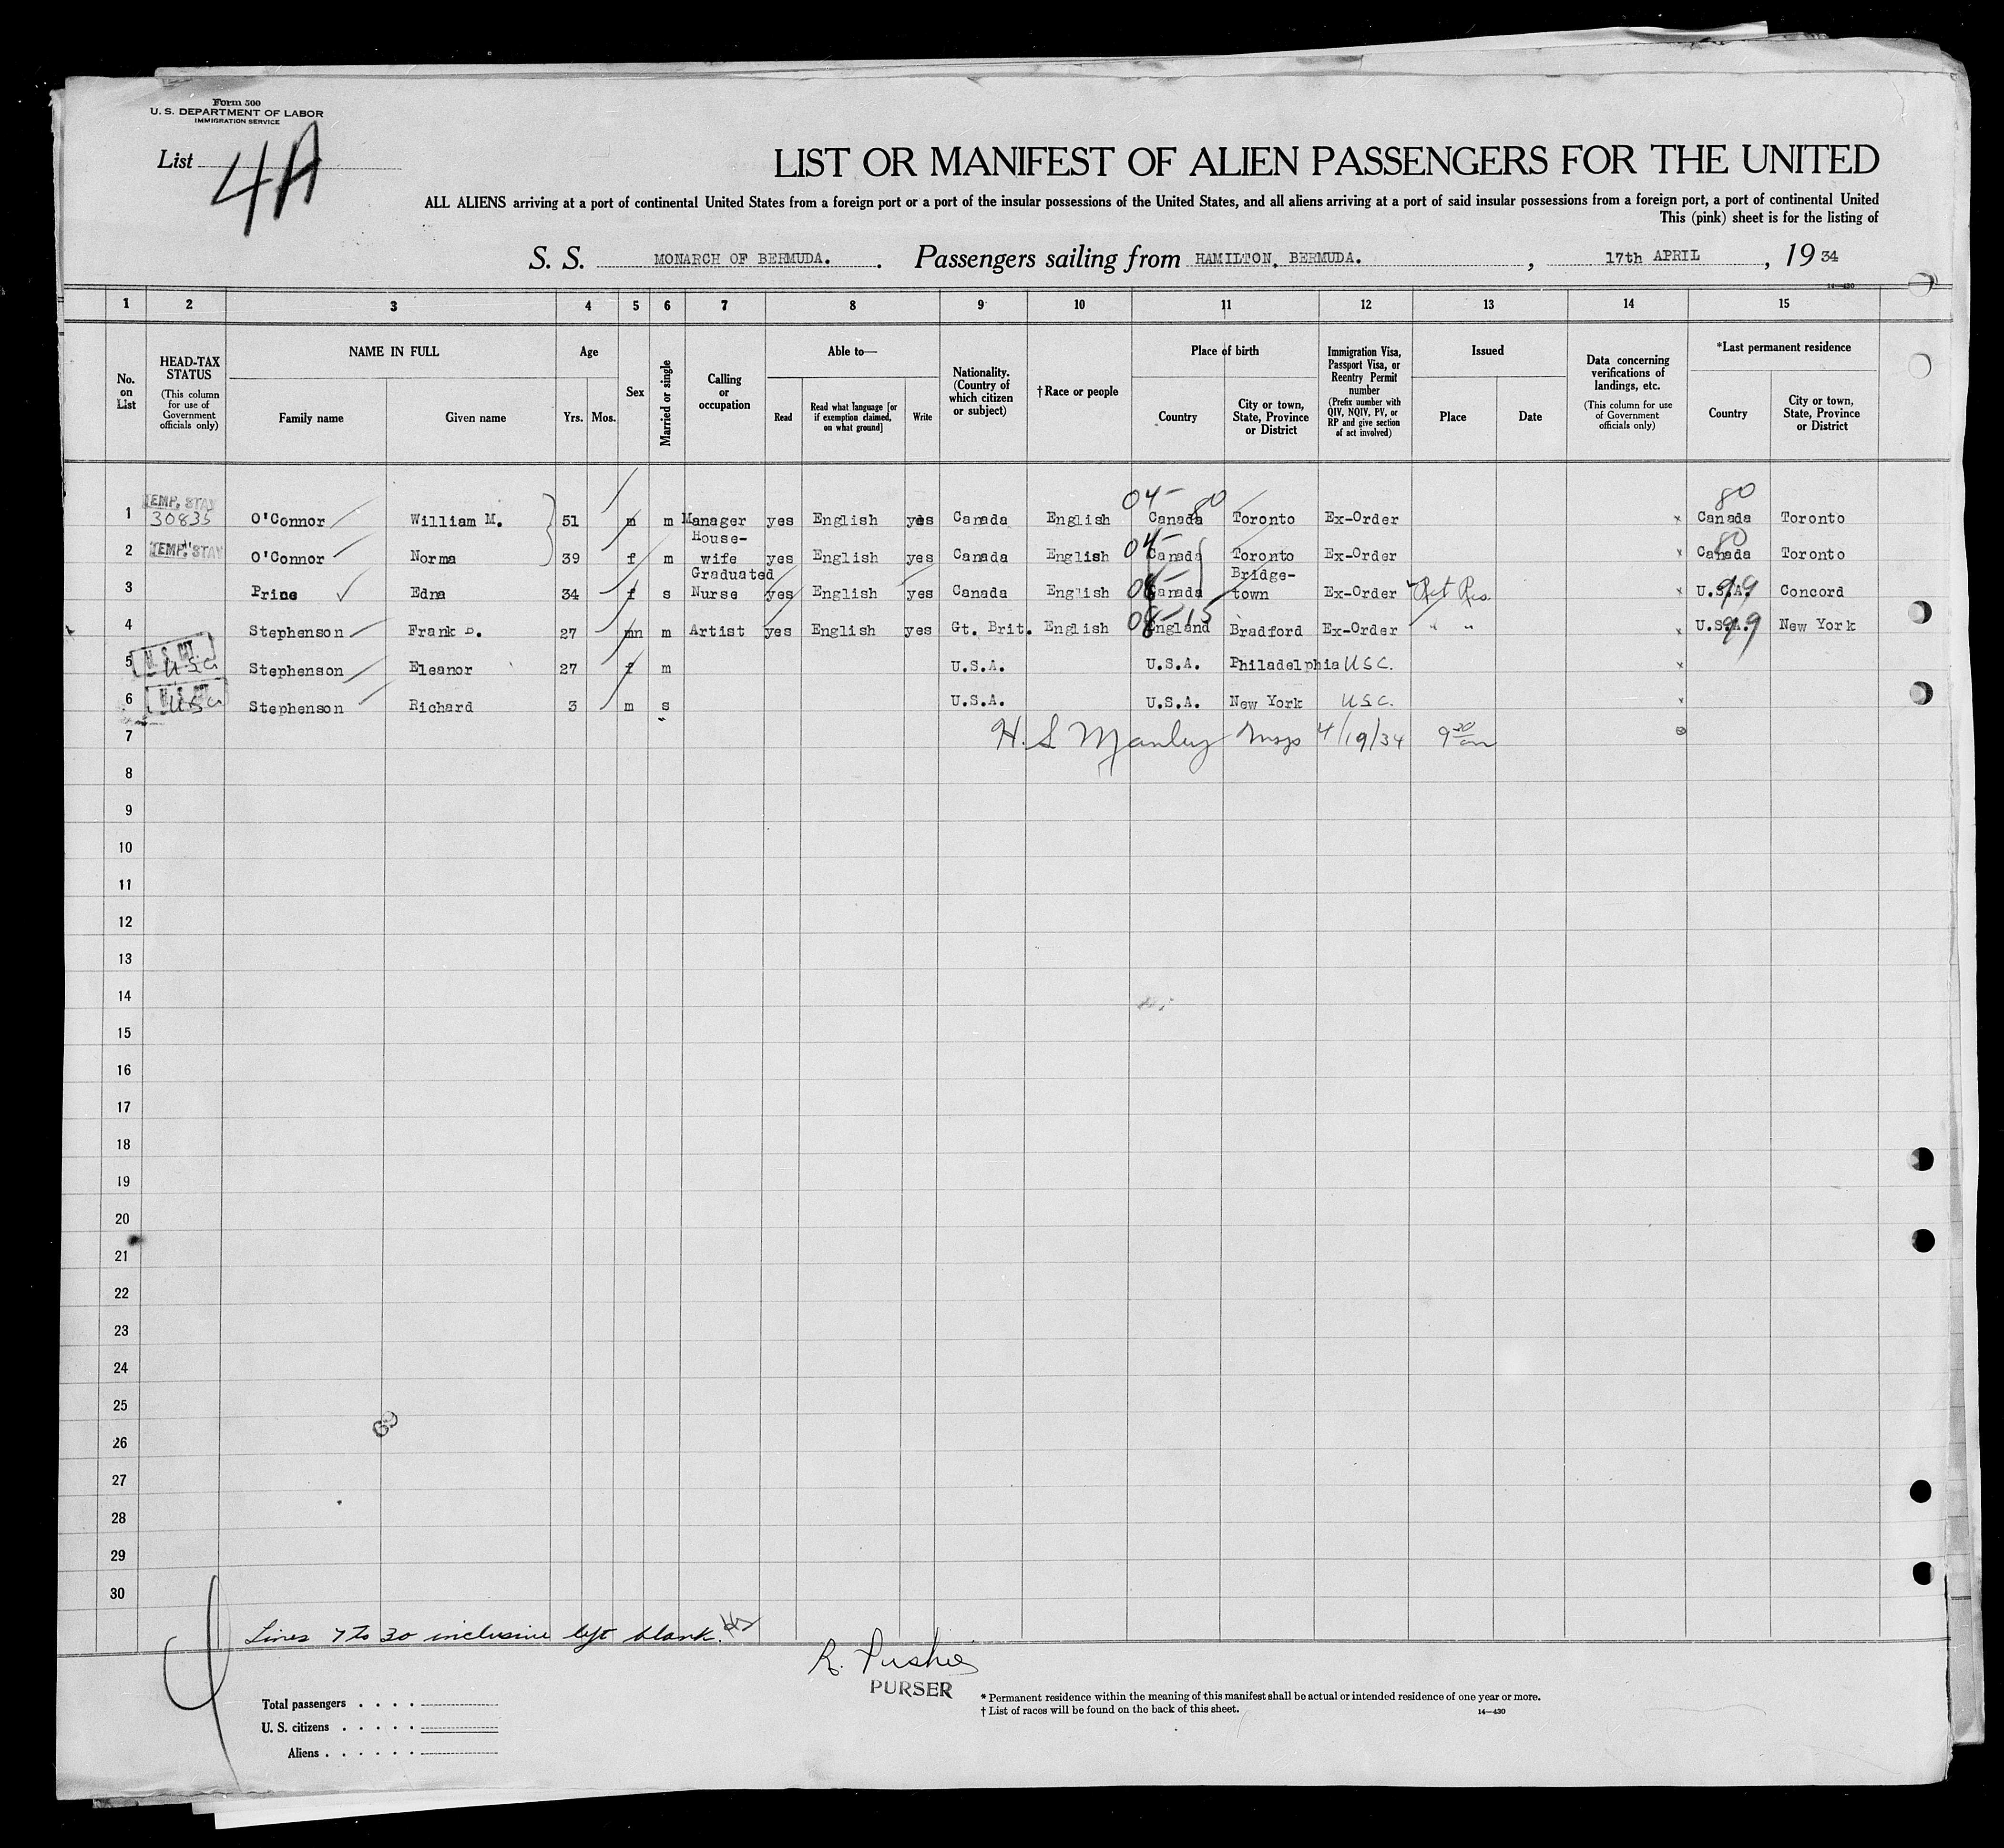 Form 500
U. S. DEPARTMENT OF LABOR
IMMIGRATION SERVICE
List 4A
LIST OR MANIFEST OF ALIEN PASSENGERS FOR THE UNITED
ALL ALIENS arriving at a port of continental United States from a foreign port or a port of the insular possessions of the United States, and all aliens arriving at a port of said insular possessions from a foreign port, a port of continental United
This (pink) sheet is for the listing of
S. S. MONARCH OF BERMUDA. Passengers sailing from HAMILTON, BERMUDA. , 17th APRIL , 19 34
14—430
1 2 3 4 5 6 7 8 9 10 11 12 13 14 15
No. on List
HEAD-TAX STATUS (This column for use of Government officials only)
NAME IN FULL
Family name
Given name
Age
Yrs. Mos.
Sex
Married or single
Calling or occupation
Able to—
Read
Read what language [or if exemption claimed, on what ground]
Write
Nationality. (Country of which citizen or subject)
† Race or people
Place of birth
Country
City or town, State, Province or District
Immigration Visa, Passport Visa, or Reentry Permit number (Prefix number with QIV, NQIV, PV, or RP and give section of act involved)
Issued
Place
Date
Data concerning verifications of landings, etc. (This column for use of Government officials only)
*Last permanent residence
Country
City or town, State, Province or District
TEMP. STAY 04- 80 80
1 30835 O'Connor William M. 51 m m Manager yes English yes Canada English Canada Toronto Ex-Order x Canada Toronto
2 TEMP. STAY O'Connor Norma 39 f m House-wife yes English yes Canada English 04- Canada Toronto Ex-Order x Canada 80 Toronto
3 Prine Edna 34 f s Graduated Nurse yes English yes Canada English Canada Bridge-town Ex-Order Ret Res. x U.S.A. 99 Concord
4 Stephenson Frank D. 27 m m Artist yes English yes Gt. Brit. English 08-15 England Bradford Ex-Order " " x U.S.A. 99 New York
5 U.S. CIT. USC Stephenson Eleanor 27 f m U.S.A. U.S.A. Philadelphia USC. x
6 U.S. CIT. USC Stephenson Richard 3 m s U.S.A. U.S.A. New York USC. x
7 H. S Manley 4/19/34 9 30 am
8
9
10
11
12
13
14
15
16
17
18
19
20
21
22
23
24
25
26
27
28
29
30
Lines 7 to 30 inclusive left blank.
PURSER
Total passengers . . . .
U. S. citizens . . . . .
Aliens . . . . . .
* Permanent residence within the meaning of this manifest shall be actual or intended residence of one year or more.
† List of races will be found on the back of this sheet.
14—430